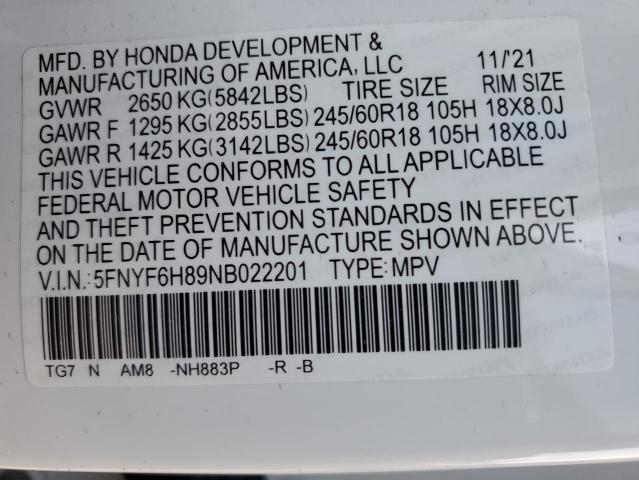 MFD. BY HONDA DEVELOPMENT &
MANUFACTURING OF AMERICA, LLC 11/'21
GVWR 2650 KG(5842LBS) TIRE SIZE RIM SIZE
GAWR F 1295 KG(2855LBS) 245/60R18 105H 18X8.0J
GAWR R 1425 KG(3142LBS) 245/60R18 105H 18X8.0J
THIS VEHICLE CONFORMS TO ALL APPLICABLE
FEDERAL MOTOR VEHICLE SAFETY
AND THEFT PREVENTION STANDARDS IN EFFECT
ON THE DATE OF MANUFACTURE SHOWN ABOVE.
V.I.N.:5FNYF6H89NB022201 TYPE:MPV
TG7 N AM8 -NH883P -R -B